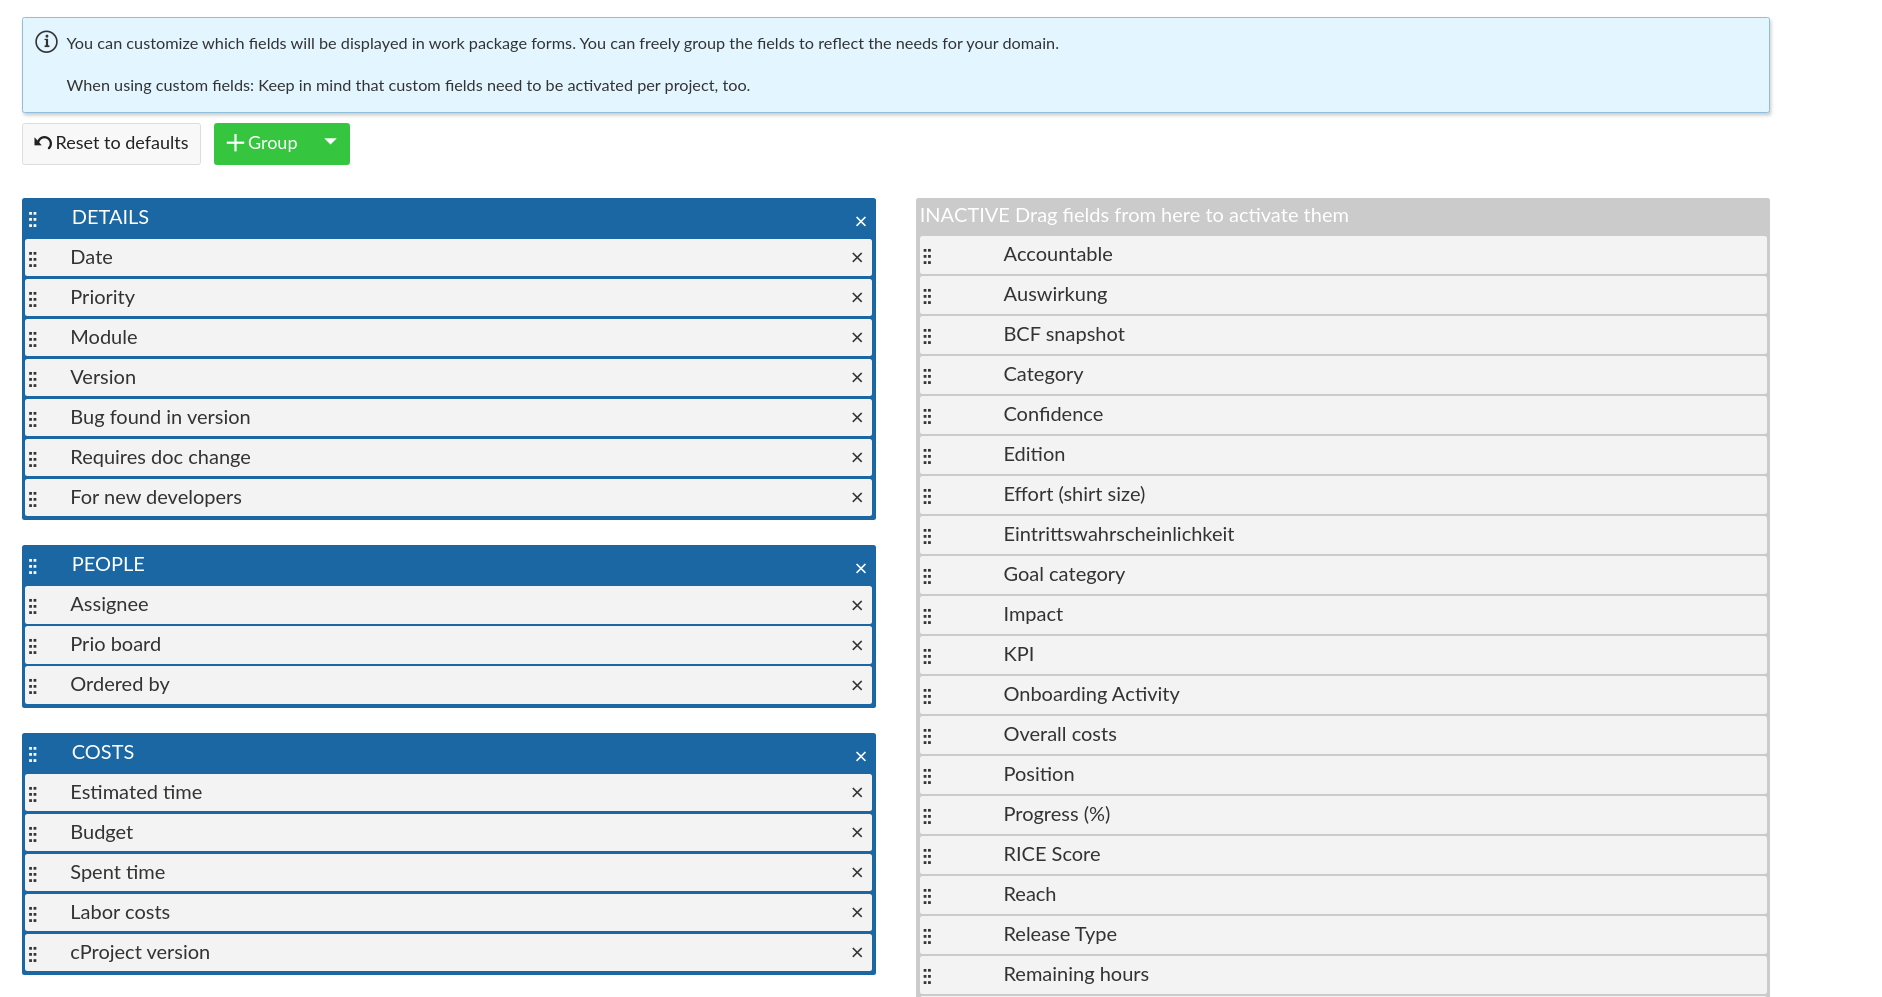 You can customize which fields will be displayed in work package forms. You can freely group the fields to reflect the needs for your domain.
When using custom fields: Keep in mind that custom fields need to be activated per project, too.
Reset to defaults
Group
DETAILS
Date
Priority
Module
Version
Bug found in version
Requires doc change
For new developers
PEOPLE
Assignee
Prio board
Ordered by
COSTS
Estimated time
Budget
Spent time
Labor costs
cProject version
INACTIVE Drag fields from here to activate them
Accountable
Auswirkung
BCF snapshot
Category
Confidence
Edition
Effort (shirt size)
Eintrittswahrscheinlichkeit
Goal category
Impact
KPI
Onboarding Activity
Overall costs
Position
Progress (%)
RICE Score
Reach
Release Type
Remaining hours